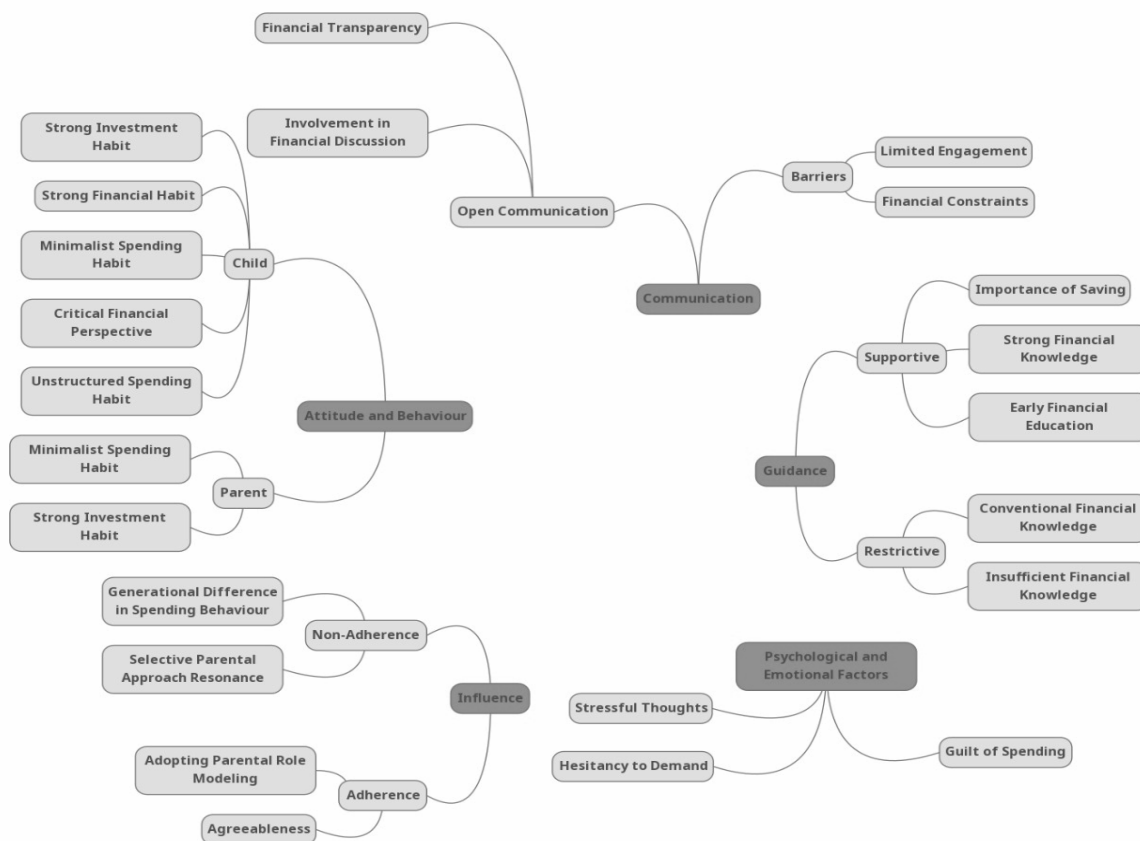 Financial Transparency
Involvement in
Financial Discussion
Open Communication
Barriers
Limited Engagement
Financial Constraints
Communication
Strong Investment
Habit
Strong Financial Habit
Minimalist Spending
Habit
Critical Financial
Perspective
Unstructured Spending
Habit
Child
Attitude and Behaviour
Minimalist Spending
Habit
Strong Investment
Habit
Parent
Importance of Saving
Strong Financial
Knowledge
Early Financial
Education
Supportive
Guidance
Restrictive
Conventional Financial
Knowledge
Insufficient Financial
Knowledge
Generational Difference
in Spending Behaviour
Selective Parental
Approach Resonance
Non-Adherence
Influence
Adopting Parental Role
Modeling
Agreeableness
Adherence
Psychological and
Emotional Factors
Stressful Thoughts
Hesitancy to Demand
Guilt of Spending